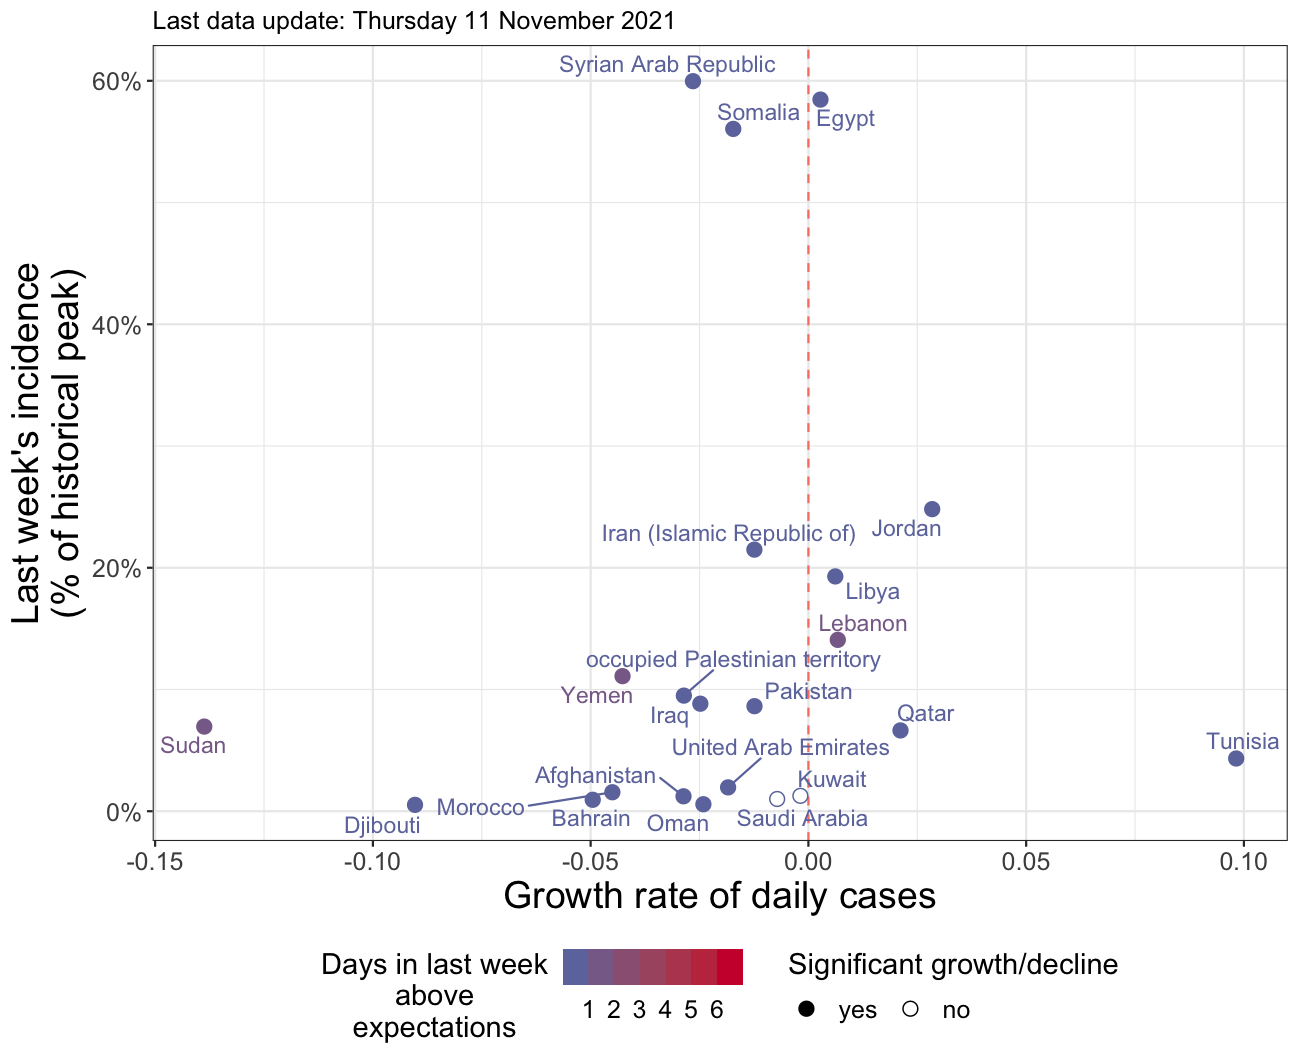 Last data update: Thursday 11 November 2021
Last week's incidence
(% of historical peak)
60%
40%
20%
0%
Syrian Arab Republic
Somalia
Egypt
Jordan
Iran (Islamic Republic of)
Libya
Lebanon
occupied Palestinian territory
Yemen
Pakistan
Iraq
Qatar
Sudan
Tunisia
United Arab Emirates
Afghanistan
Kuwait
Morocco
Bahrain
Saudi Arabia
Oman
Djibouti
-0.15 -0.10 -0.05 0.00 0.05 0.10
Growth rate of daily cases
Days in last week
above
expectations
1 2 3 4 5 6
Significant growth/decline
yes no